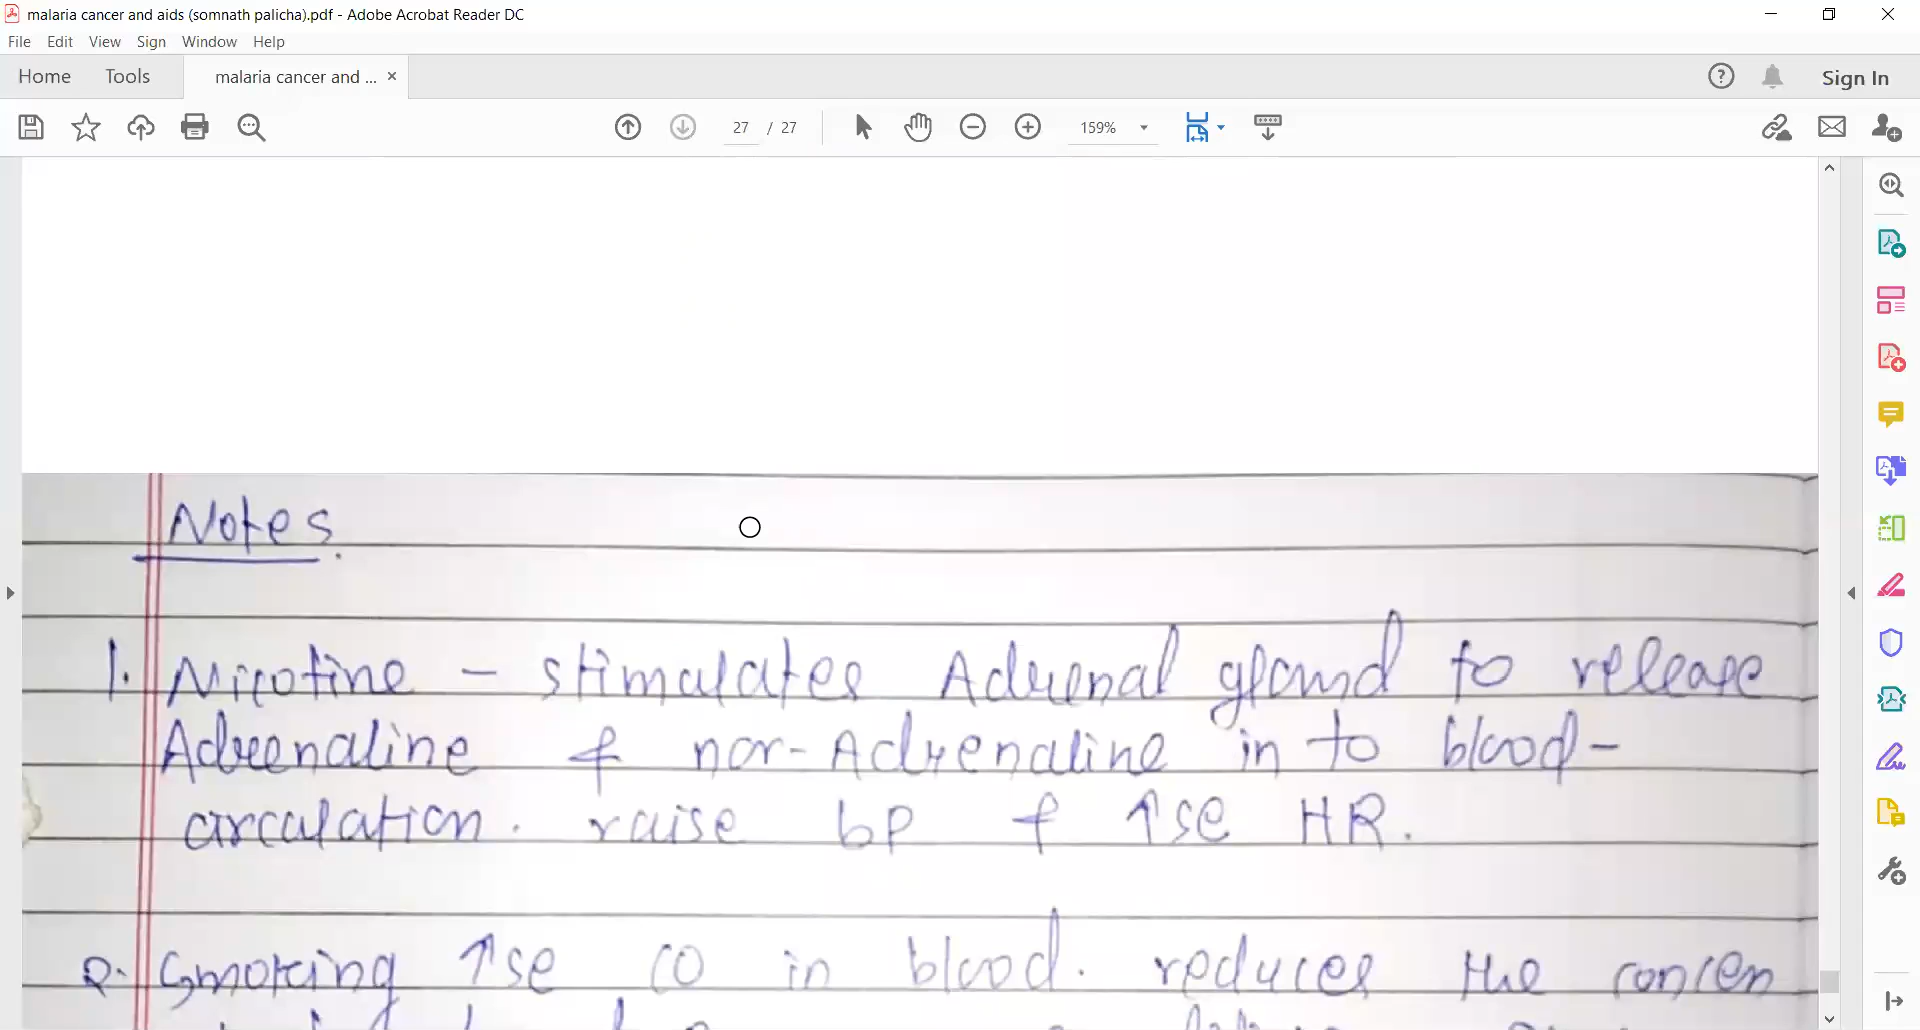 malaria cancer and aids (somnath palicha).pdf - Adobe Acrobat Reader DC
File Edit View Sign Window Help
Home Tools malaria cancer and ... × Sign In
27 / 27 159%
Notes.
1. Nicotine - stimulates Adrenal gland to release
Adreenaline & nor-Adrenaline in to blood-
circulation. raise bP & ↑se HR.
2. Smoking ↑se CO in blood. reduces the concen